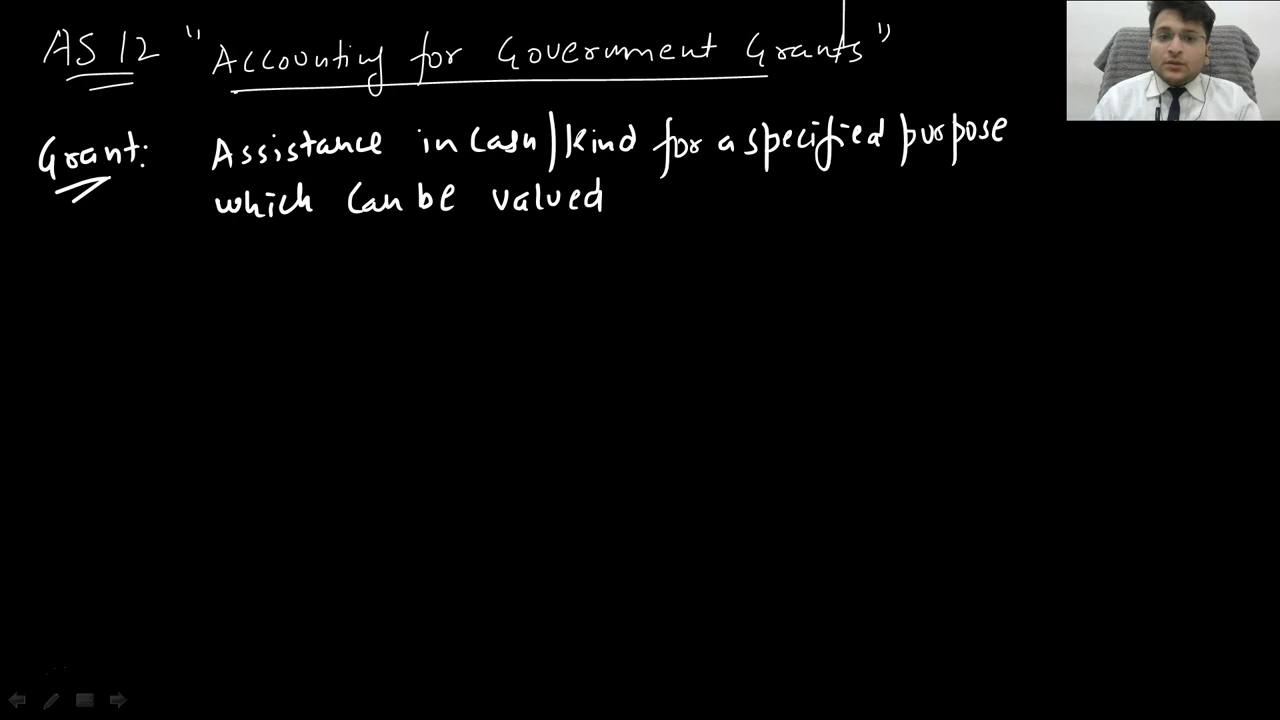 AS 12 "Accounting for Government Grants"
Grant: Assistance in Cash/kind for a specified purpose
which can be valued